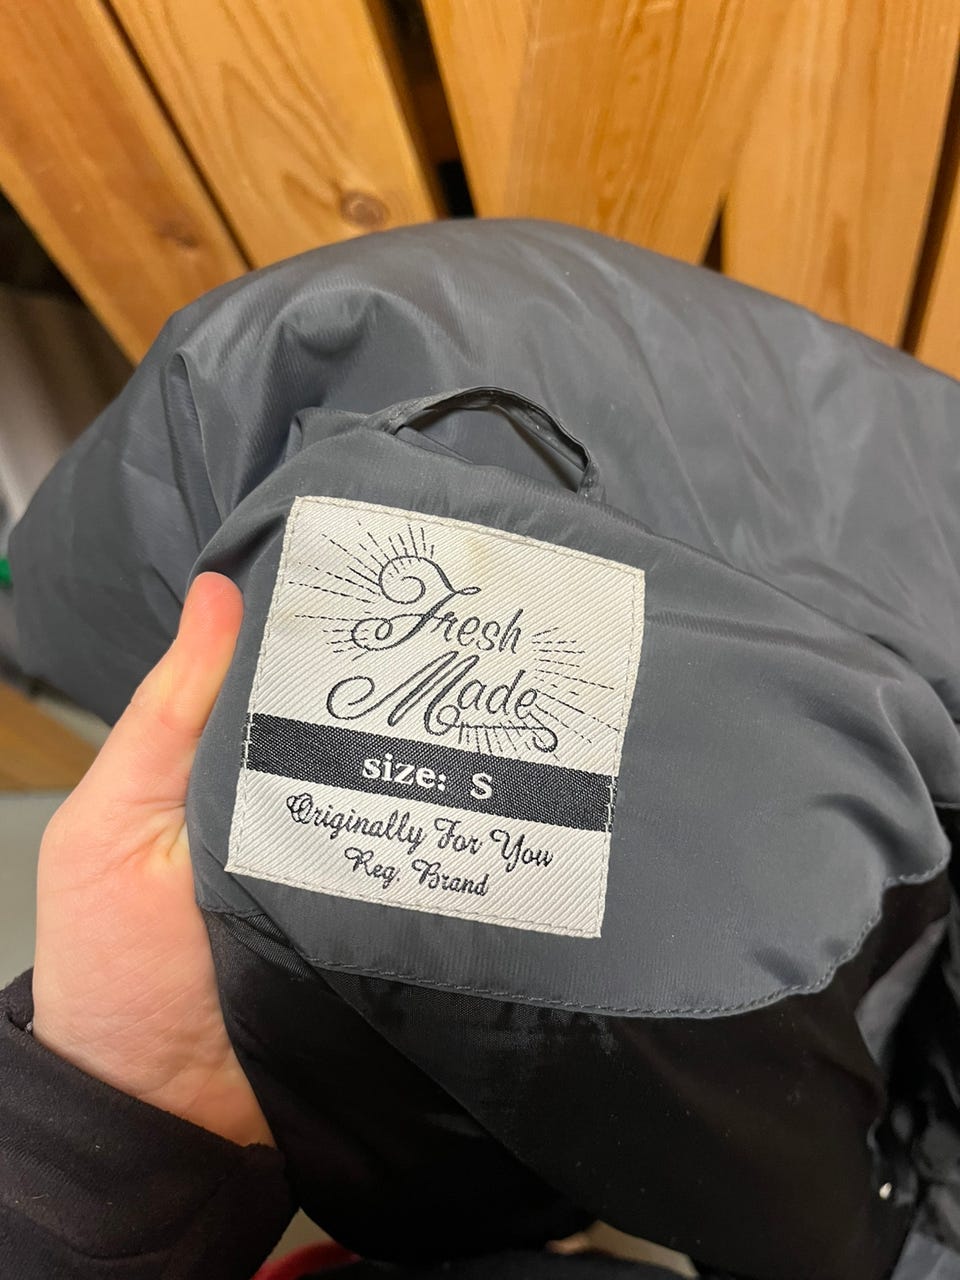 Fresh
Made
size: S
Originally For You
Reg. Brand